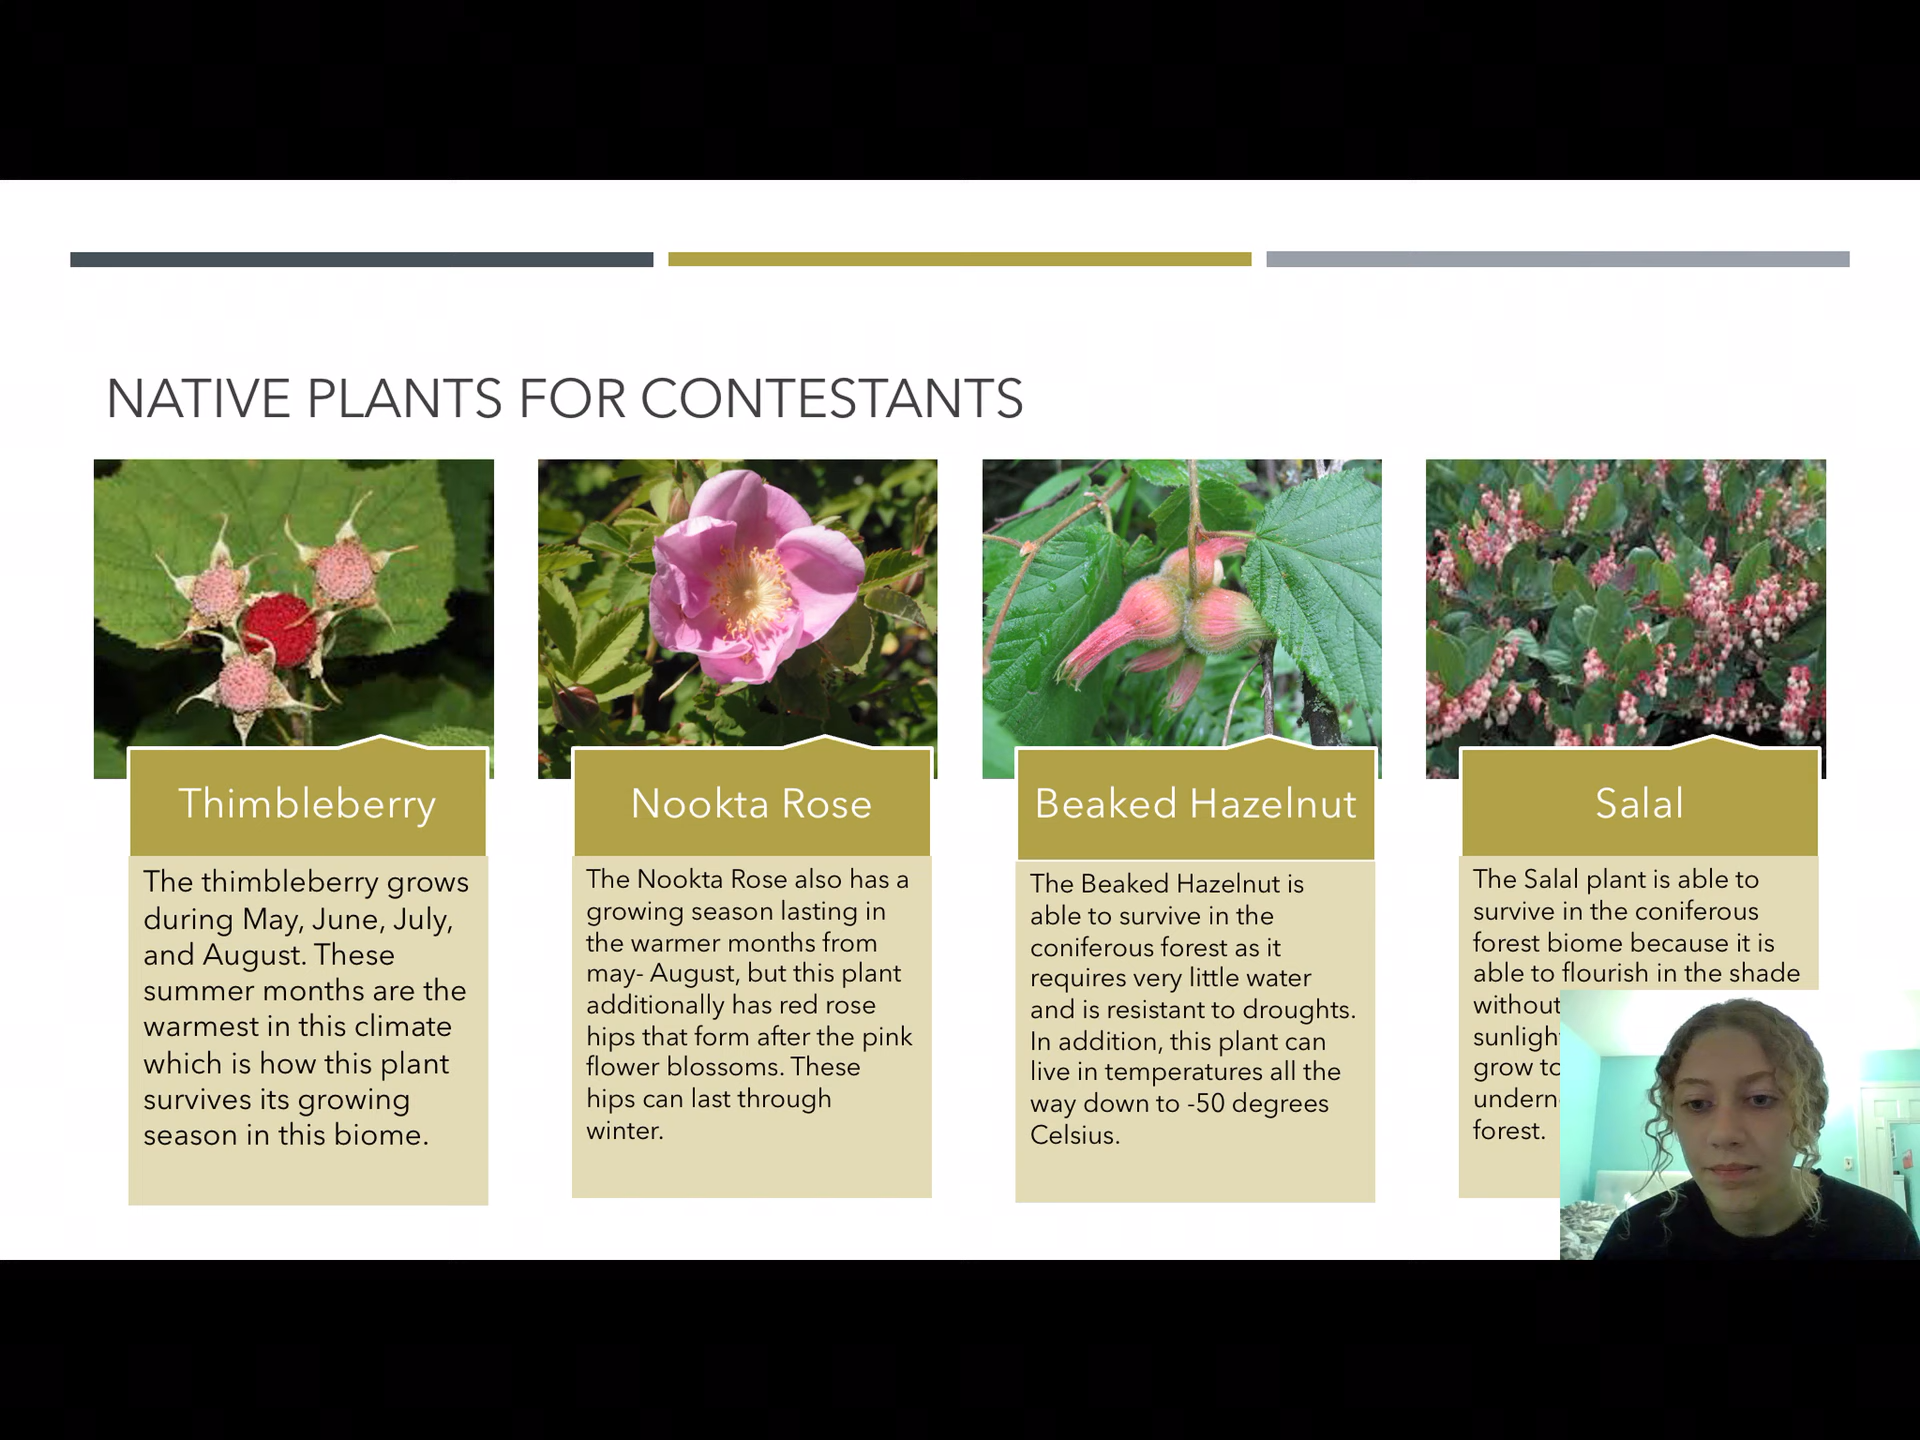 NATIVE PLANTS FOR CONTESTANTS
Thimbleberry
The thimbleberry grows
during May, June, July,
and August. These
summer months are the
warmest in this climate
which is how this plant
survives its growing
season in this biome.
Nookta Rose
The Nookta Rose also has a
growing season lasting in
the warmer months from
may- August, but this plant
additionally has red rose
hips that form after the pink
flower blossoms. These
hips can last through
winter.
Beaked Hazelnut
The Beaked Hazelnut is
able to survive in the
coniferous forest as it
requires very little water
and is resistant to droughts.
In addition, this plant can
live in temperatures all the
way down to -50 degrees
Celsius.
Salal
The Salal plant is able to
survive in the coniferous
forest biome because it is
able to flourish in the shade
without
sunlight
grow to
undern
forest.